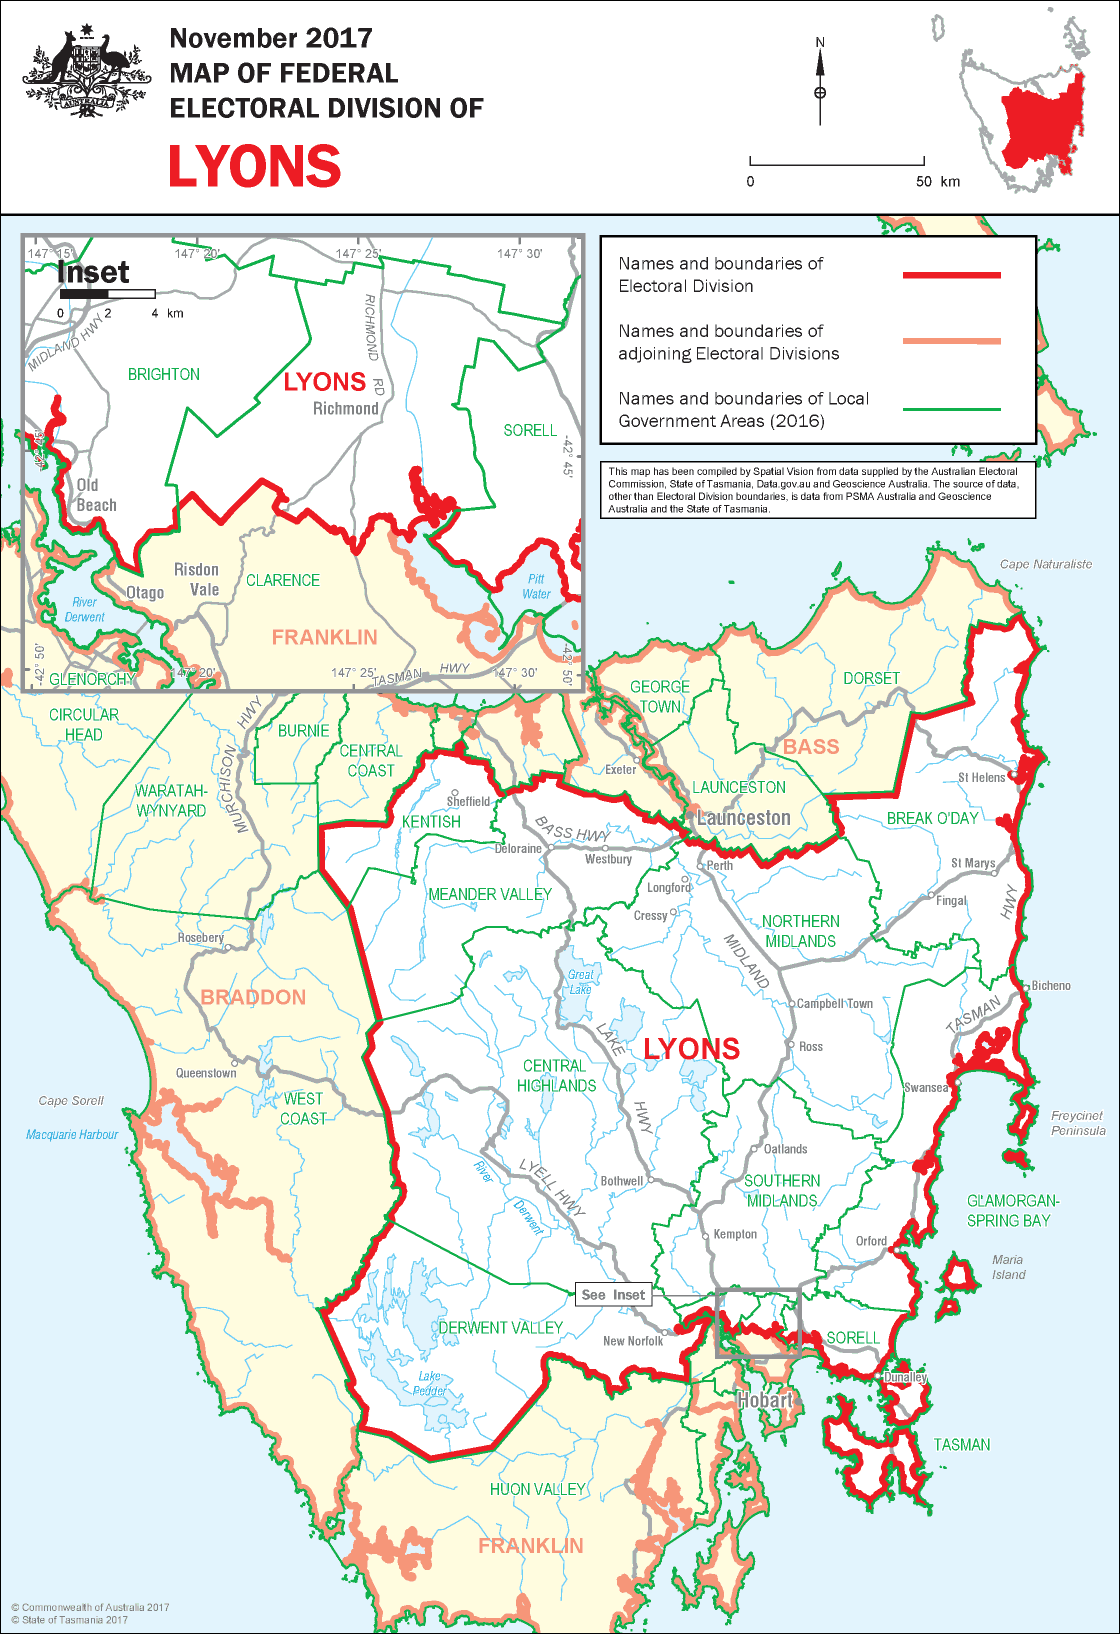 November 2017
MAP OF FEDERAL
ELECTORAL DIVISION OF
LYONS
AUSTRALIA
N
0 50 km
147° 15' 147° 20' 147° 25' 147° 30'
Inset
0 2 4 km
MIDLAND HWY
RICHMOND RD
BRIGHTON
LYONS
Richmond
SORELL
-42° 45'
-42° 45'
Old
Beach
Risdon
Vale
Otago
CLARENCE
Pitt
Water
River
Derwent
FRANKLIN
GLENORCHY
TASMAN HWY
-42° 50'
147° 20' 147° 25' 147° 30'
-42° 50'
Names and boundaries of
Electoral Division
Names and boundaries of
adjoining Electoral Divisions
Names and boundaries of Local
Government Areas (2016)
This map has been compiled by Spatial Vision from data supplied by the Australian Electoral
Commission, State of Tasmania, Data.gov.au and Geoscience Australia. The source of data,
other than Electoral Division boundaries, is data from PSMA Australia and Geoscience
Australia and the State of Tasmania.
Cape Naturaliste
GEORGE
TOWN
DORSET
CIRCULAR
HEAD
BURNIE
CENTRAL
COAST
BASS
Exeter
St Helens
WARATAH-
WYNYARD
MURCHISON HWY
LAUNCESTON
Launceston
Sheffield
KENTISH
BASS HWY
BREAK O'DAY
Deloraine
Westbury
Perth
St Marys
MEANDER VALLEY
Longford
Fingal
HWY
Cressy
NORTHERN
MIDLANDS
Rosebery
MIDLAND
Great
Lake
BRADDON
Bicheno
Campbell Town
TASMAN
LAKE
LYONS
Ross
Queenstown
CENTRAL
HIGHLANDS
Swansea
WEST
COAST
Cape Sorell
Macquarie Harbour
HWY
Freycinet
Peninsula
Oatlands
River
LYELL HWY
Bothwell
SOUTHERN
MIDLANDS
Derwent
GLAMORGAN-
SPRING BAY
Kempton
Orford
Maria
Island
See Inset
DERWENT VALLEY
New Norfolk
SORELL
Lake
Pedder
Dunalley
Hobart
TASMAN
HUON VALLEY
FRANKLIN
© Commonwealth of Australia 2017
© State of Tasmania 2017